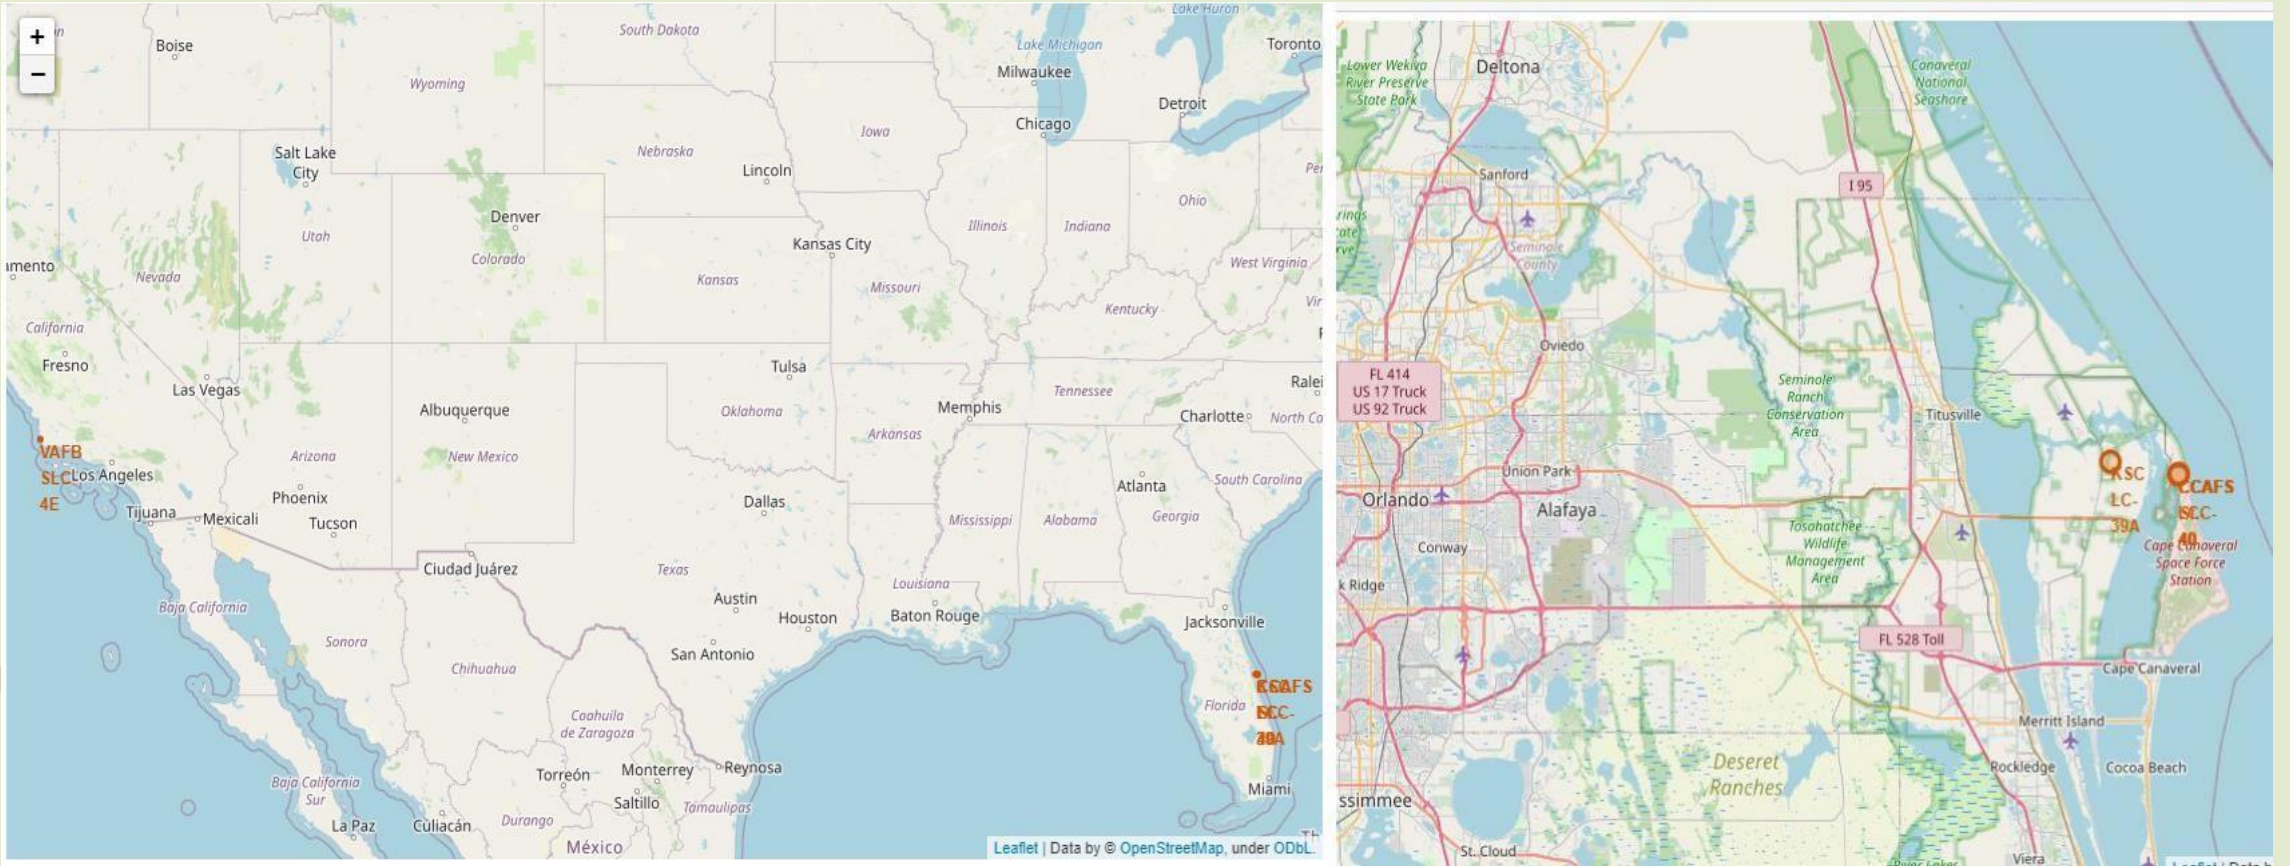 +
−
Boise
South Dakota
Lake Huron
Lake Michigan
Toronto
Milwaukee
Wyoming
Detroit
Chicago
Iowa
Salt Lake
City
Nebraska
Lincoln
Ohio
Denver
Utah
Illinois
Indiana
Kansas City
Colorado
West Virginia
Nevada
Kansas
Missouri
Kentucky
California
Fresno
Las Vegas
Tulsa
Tennessee
Albuquerque
Oklahoma
Memphis
Charlotte
Arkansas
VAFB
SLC
4E
Los Angeles
Arizona
New Mexico
Phoenix
Dallas
Atlanta
South Carolina
Tijuana
Mexicali
Tucson
Mississippi
Alabama
Georgia
Ciudad Juárez
Texas
Louisiana
Baja California
Austin
Houston
Baton Rouge
Jacksonville
Sonora
San Antonio
Chihuahua
Florida
Coahuila
de Zaragoza
Torreón
Monterrey
Reynosa
Miami
Baja California
Sur
Saltillo
Tamaulipas
La Paz
Culiacán
Durango
México
Leaflet | Data by © OpenStreetMap, under ODbL.
Lower Wekiva
River Preserve
State Park
Deltona
Canaveral
National
Seashore
Sanford
I 95
Seminole
County
Oviedo
FL 414
US 17 Truck
US 92 Truck
Seminole
Ranch
Conservation
Area
Titusville
Union Park
Orlando
Alafaya
KSC
LC-
39A
CCAFS
40
Conway
Tosohatchee
Wildlife
Management
Area
Cape Canaveral
Space Force
Station
FL 528 Toll
Cape Canaveral
Merritt Island
Deseret
Ranches
Rockledge
Cocoa Beach
St. Cloud
Viera